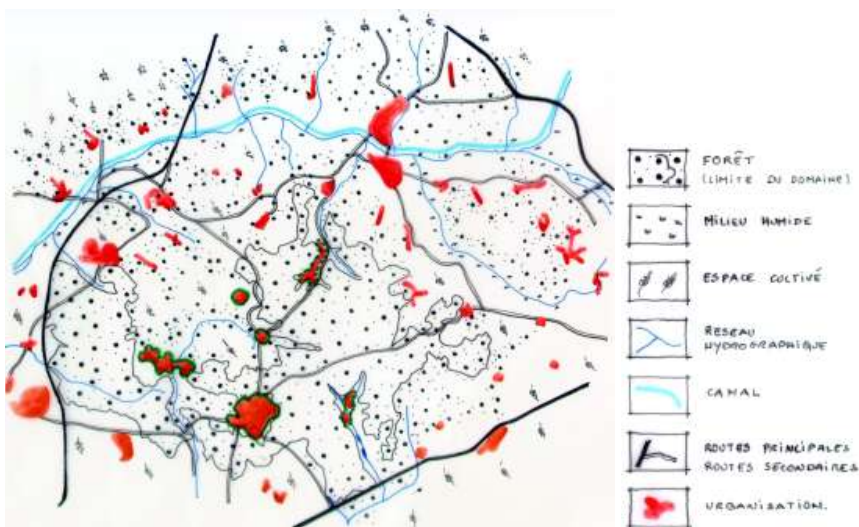 FORÊT
(LIMITE DU DOMAINE)
MILIEU HUMIDE
ESPACE CULTIVÉ
RESEAU
HYDROGRAPHIQUE
CANAL
ROUTES PRINCIPALES
ROUTES SECONDAIRES
URBANISATION.